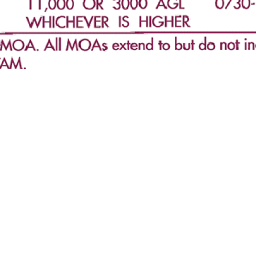 11,000 OR 3000 AGL 0730-
WHICHEVER IS HIGHER
MOA. All MOAs extend to but do not in
AM.